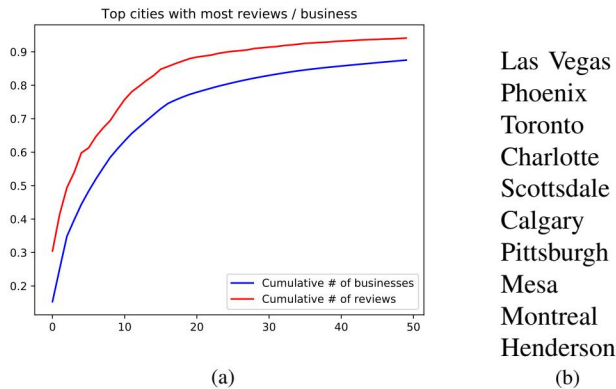 Top cities with most reviews / business
0.9
0.8
0.7
0.6
0.5
0.4
0.3
0.2
0 10 20 30 40 50
Cumulative # of businesses
Cumulative # of reviews
(a)
Las Vegas
Phoenix
Toronto
Charlotte
Scottsdale
Calgary
Pittsburgh
Mesa
Montreal
Henderson
(b)